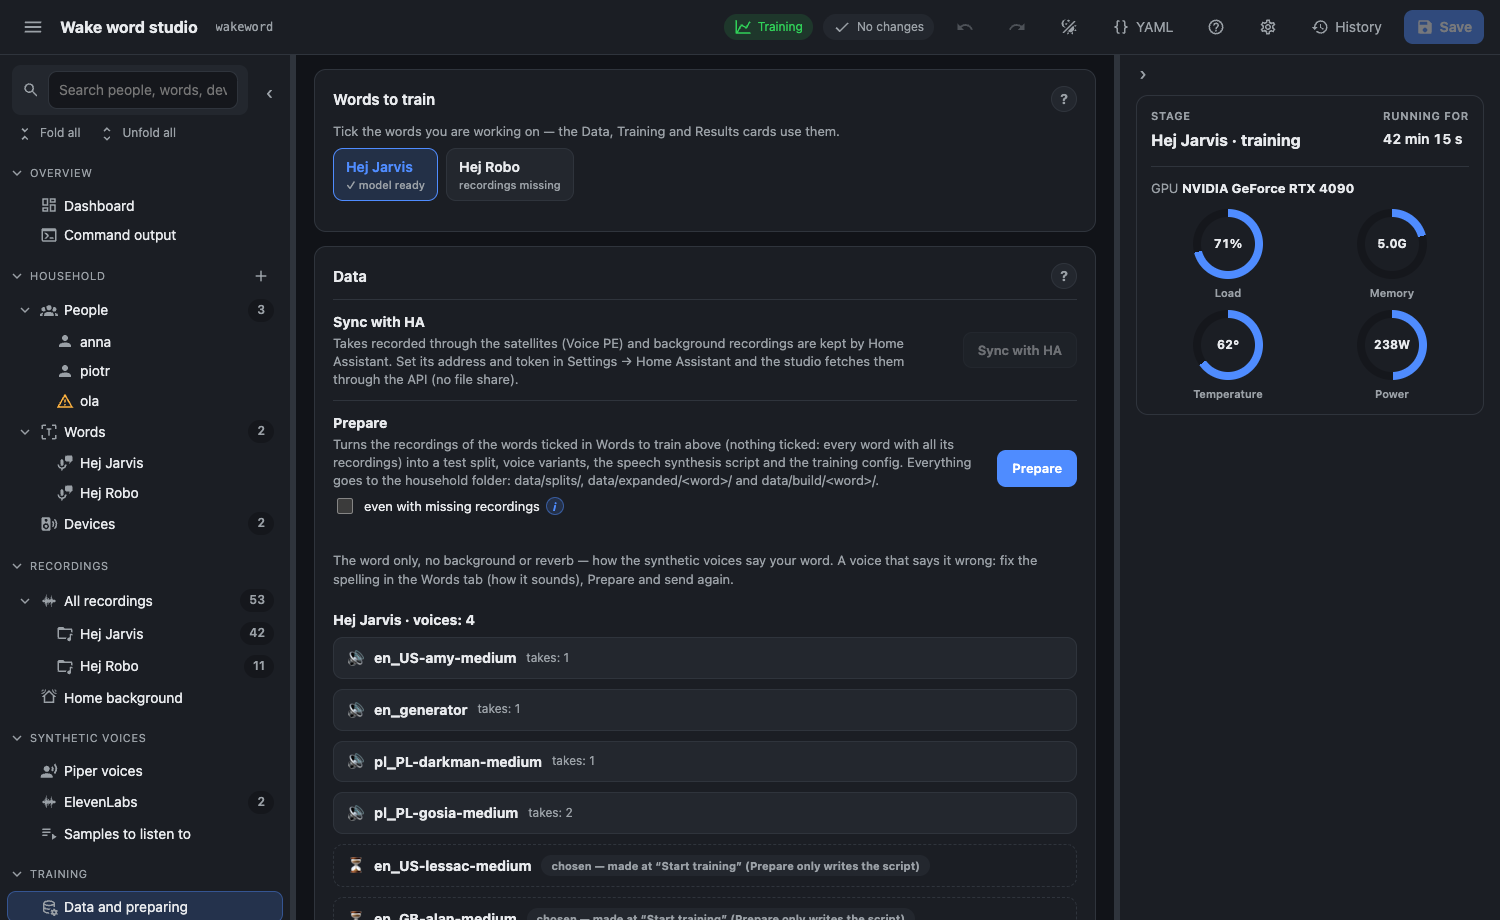 Wake word studio wakeword
Training
No changes
YAML
History
Save
Search people, words, dev
Fold all Unfold all
OVERVIEW
Dashboard
Command output
HOUSEHOLD
People 3
anna
piotr
ola
Words 2
Hej Jarvis
Hej Robo
Devices 2
RECORDINGS
All recordings 53
Hej Jarvis 42
Hej Robo 11
Home background
SYNTHETIC VOICES
Piper voices
ElevenLabs 2
Samples to listen to
TRAINING
Data and preparing
Words to train
?
Tick the words you are working on — the Data, Training and Results cards use them.
Hej Jarvis
✓ model ready
Hej Robo
recordings missing
Data
?
Sync with HA
Takes recorded through the satellites (Voice PE) and background recordings are kept by Home
Assistant. Set its address and token in Settings → Home Assistant and the studio fetches them
through the API (no file share).
Sync with HA
Prepare
Turns the recordings of the words ticked in Words to train above (nothing ticked: every word with all its
recordings) into a test split, voice variants, the speech synthesis script and the training config. Everything
goes to the household folder: data/splits/, data/expanded/<word>/ and data/build/<word>/.
Prepare
even with missing recordings i
The word only, no background or reverb — how the synthetic voices say your word. A voice that says it wrong: fix the
spelling in the Words tab (how it sounds), Prepare and send again.
Hej Jarvis · voices: 4
en_US-amy-medium takes: 1
en_generator takes: 1
pl_PL-darkman-medium takes: 1
pl_PL-gosia-medium takes: 2
en_US-lessac-medium chosen — made at “Start training” (Prepare only writes the script)
en_GB-alan-medium chosen — made at “Start training” (Prepare only writes the script)
STAGE
Hej Jarvis · training
RUNNING FOR
42 min 15 s
GPU NVIDIA GeForce RTX 4090
71%
Load
5.0G
Memory
62°
Temperature
238W
Power